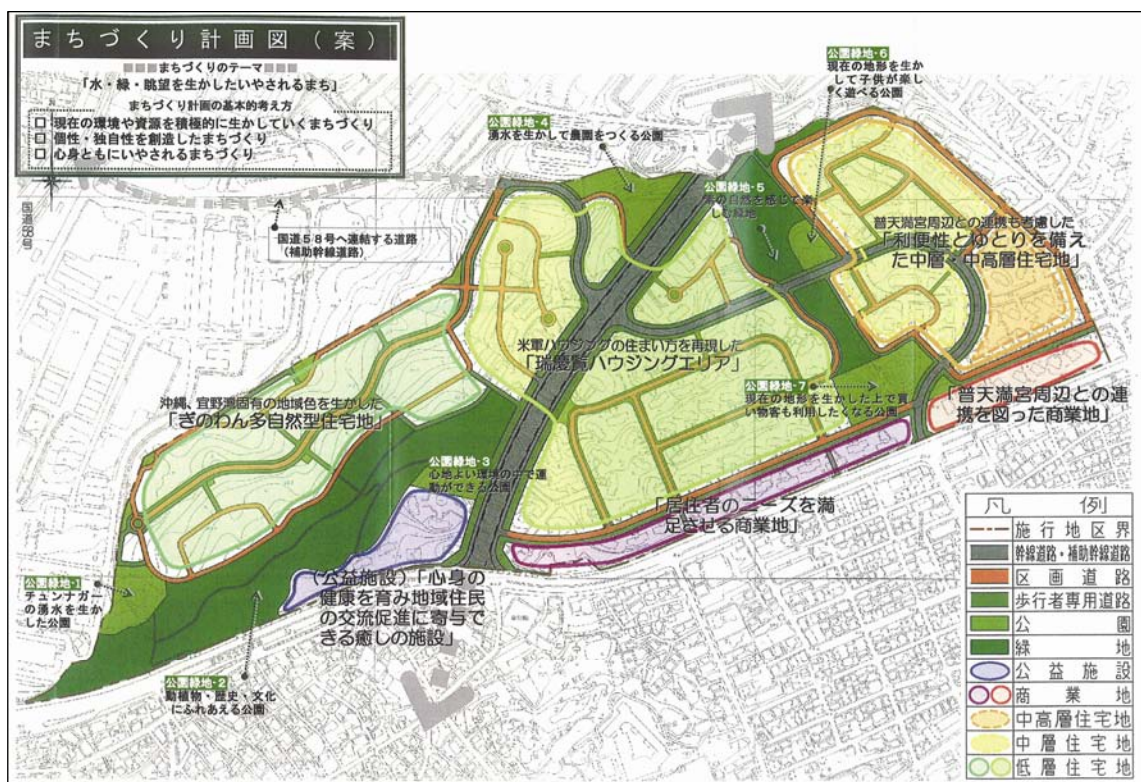 まちづくり計画図（案）
まちづくりのテーマ
「水・緑・眺望を生かしたいやされるまち」
まちづくり計画の基本的考え方
□ 現在の環境や資源を積極的に生かしていくまちづくり
□ 個性・独自性を創造したまちづくり
□ 心身ともにいやされるまちづくり
国道58号
国道５８号へ連結する道路
（補助幹線道路）
公園緑地-4
湧水を生かして農園をつくる公園
公園緑地-6
現在の地形を生か
して子供が楽し
く遊べる公園
公園緑地-5
の自然を感じて楽
しむ緑地
普天満宮周辺との連携も考慮した
「利便性とゆとりを備え
た中層・中高層住宅地」
米軍ハウジングの住まい方を再現した
「瑞慶覧ハウジングエリア」
沖縄、宜野湾固有の地域色を生かした
「ぎのわん多自然型住宅地」
公園緑地-7
現在の地形を生かした上で買
い物客も利用したくなる公園
「普天満宮周辺との連
携を図った商業地」
公園緑地-3
心地よい環境の中で運
動ができる公園
「居住者のニーズを満
足させる商業地」
公園緑地-1
チュンナガー
の湧水を生か
した公園
（公益施設）「心身の
健康を育み地域住民
の交流促進に寄与で
きる癒しの施設」
公園緑地-2
動植物・歴史・文化
にふれあえる公園
凡例
施行地区界
幹線道路・補助幹線道路
区画道路
歩行者専用道路
公園
緑地
公益施設
商業地
中高層住宅地
中層住宅地
低層住宅地